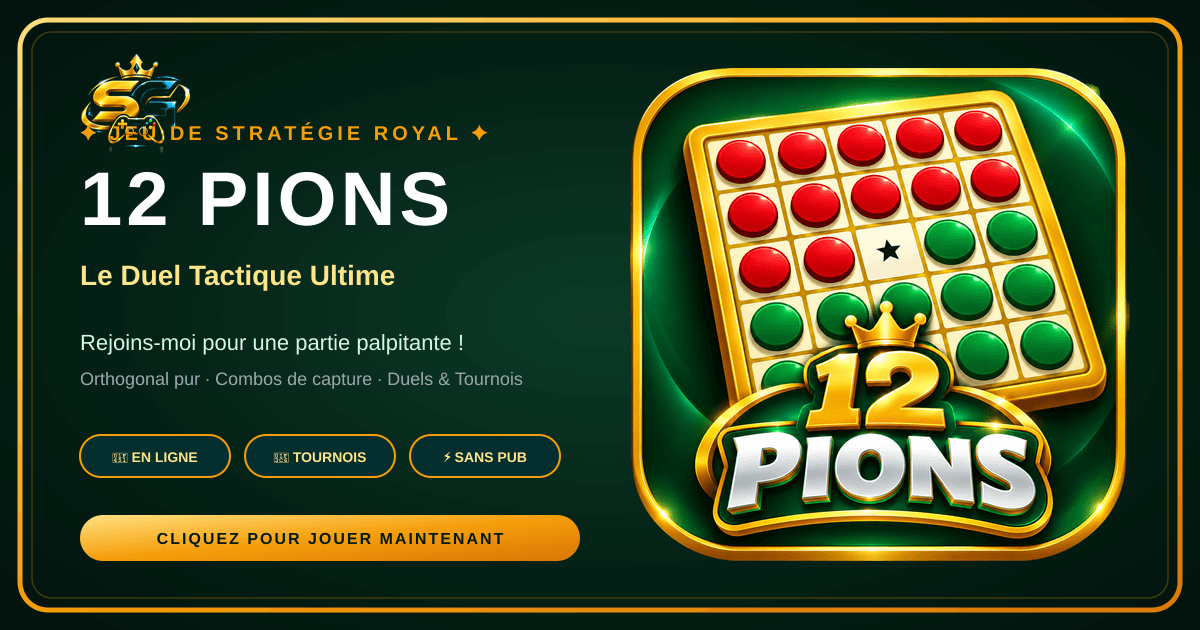 SG
✦ JEU DE STRATÉGIE ROYAL ✦
12 PIONS
Le Duel Tactique Ultime
Rejoins-moi pour une partie palpitante !
Orthogonal pur · Combos de capture · Duels & Tournois
EN LIGNE
TOURNOIS
⚡ SANS PUB
CLIQUEZ POUR JOUER MAINTENANT
12
PIONS